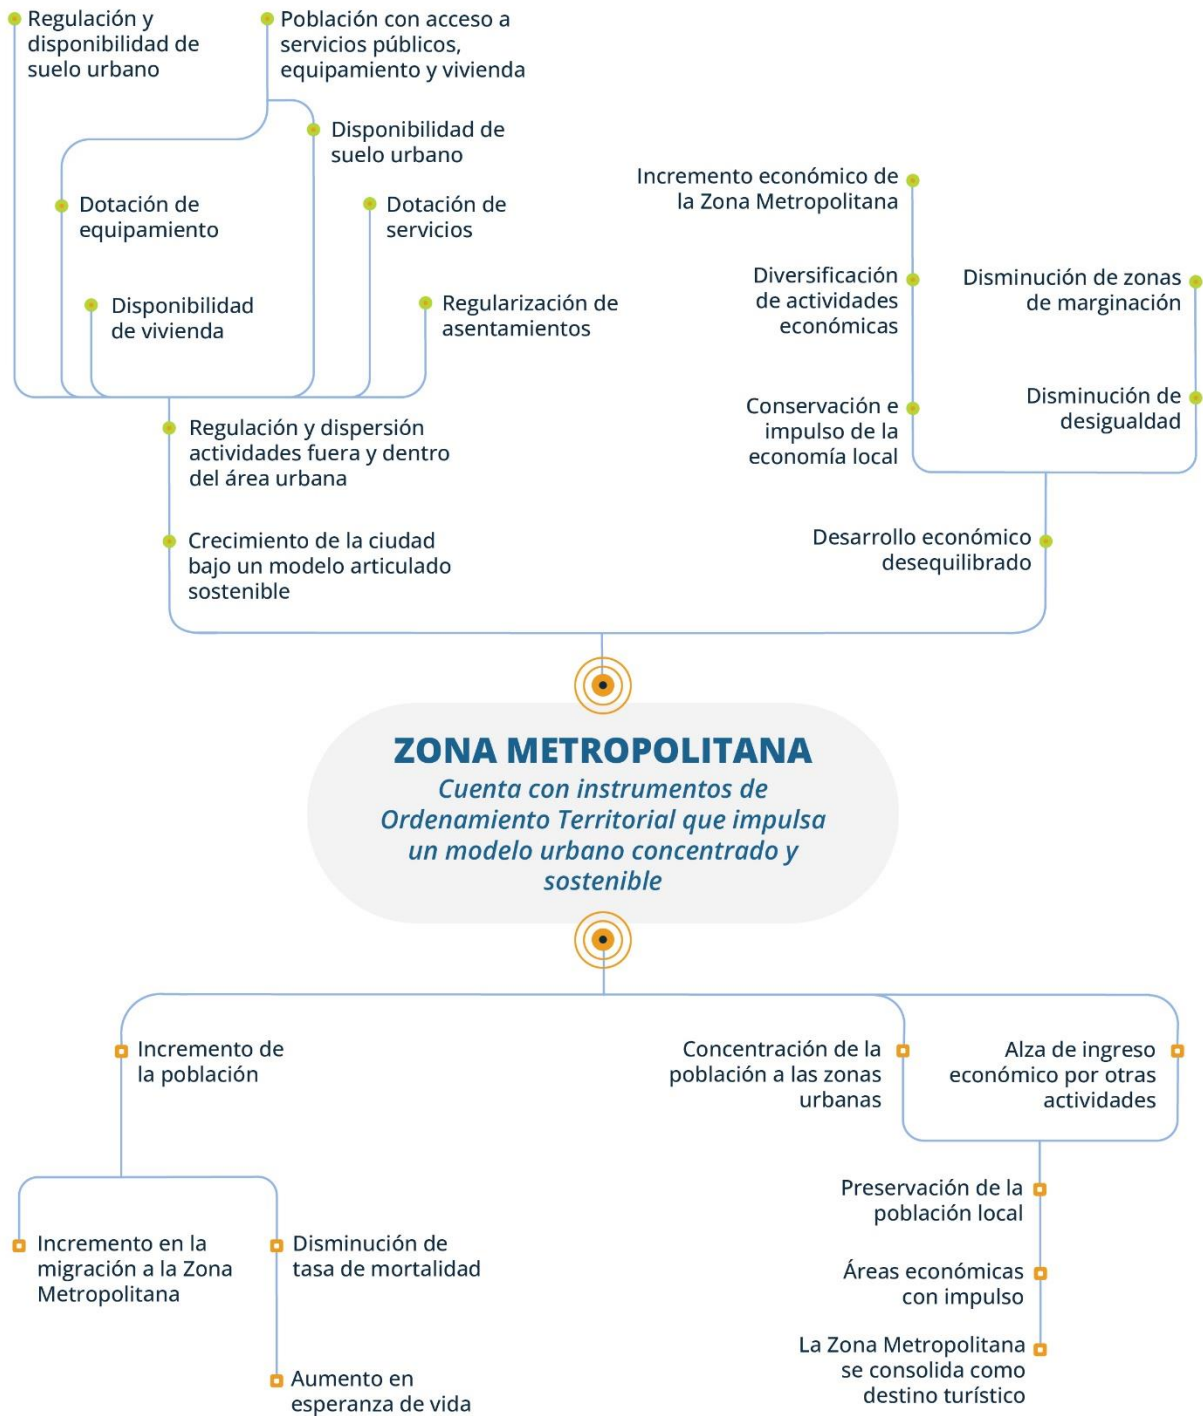 Regulación y
disponibilidad de
suelo urbano
Población con acceso a
servicios públicos,
equipamiento y vivienda
Disponibilidad de
suelo urbano
Dotación de
equipamiento
Dotación de
servicios
Disponibilidad
de vivienda
Regularización de
asentamientos
Regulación y dispersión
actividades fuera y dentro
del área urbana
Crecimiento de la ciudad
bajo un modelo articulado
sostenible
Incremento económico de
la Zona Metropolitana
Diversificación
de actividades
económicas
Disminución de zonas
de marginación
Conservación e
impulso de la
economía local
Disminución de
desigualdad
Desarrollo económico
desequilibrado
ZONA METROPOLITANA
Cuenta con instrumentos de
Ordenamiento Territorial que impulsa
un modelo urbano concentrado y
sostenible
Incremento de
la población
Incremento en la
migración a la Zona
Metropolitana
Disminución de
tasa de mortalidad
Aumento en
esperanza de vida
Concentración de la
población a las zonas
urbanas
Alza de ingreso
económico por otras
actividades
Preservación de la
población local
Áreas económicas
con impulso
La Zona Metropolitana
se consolida como
destino turístico